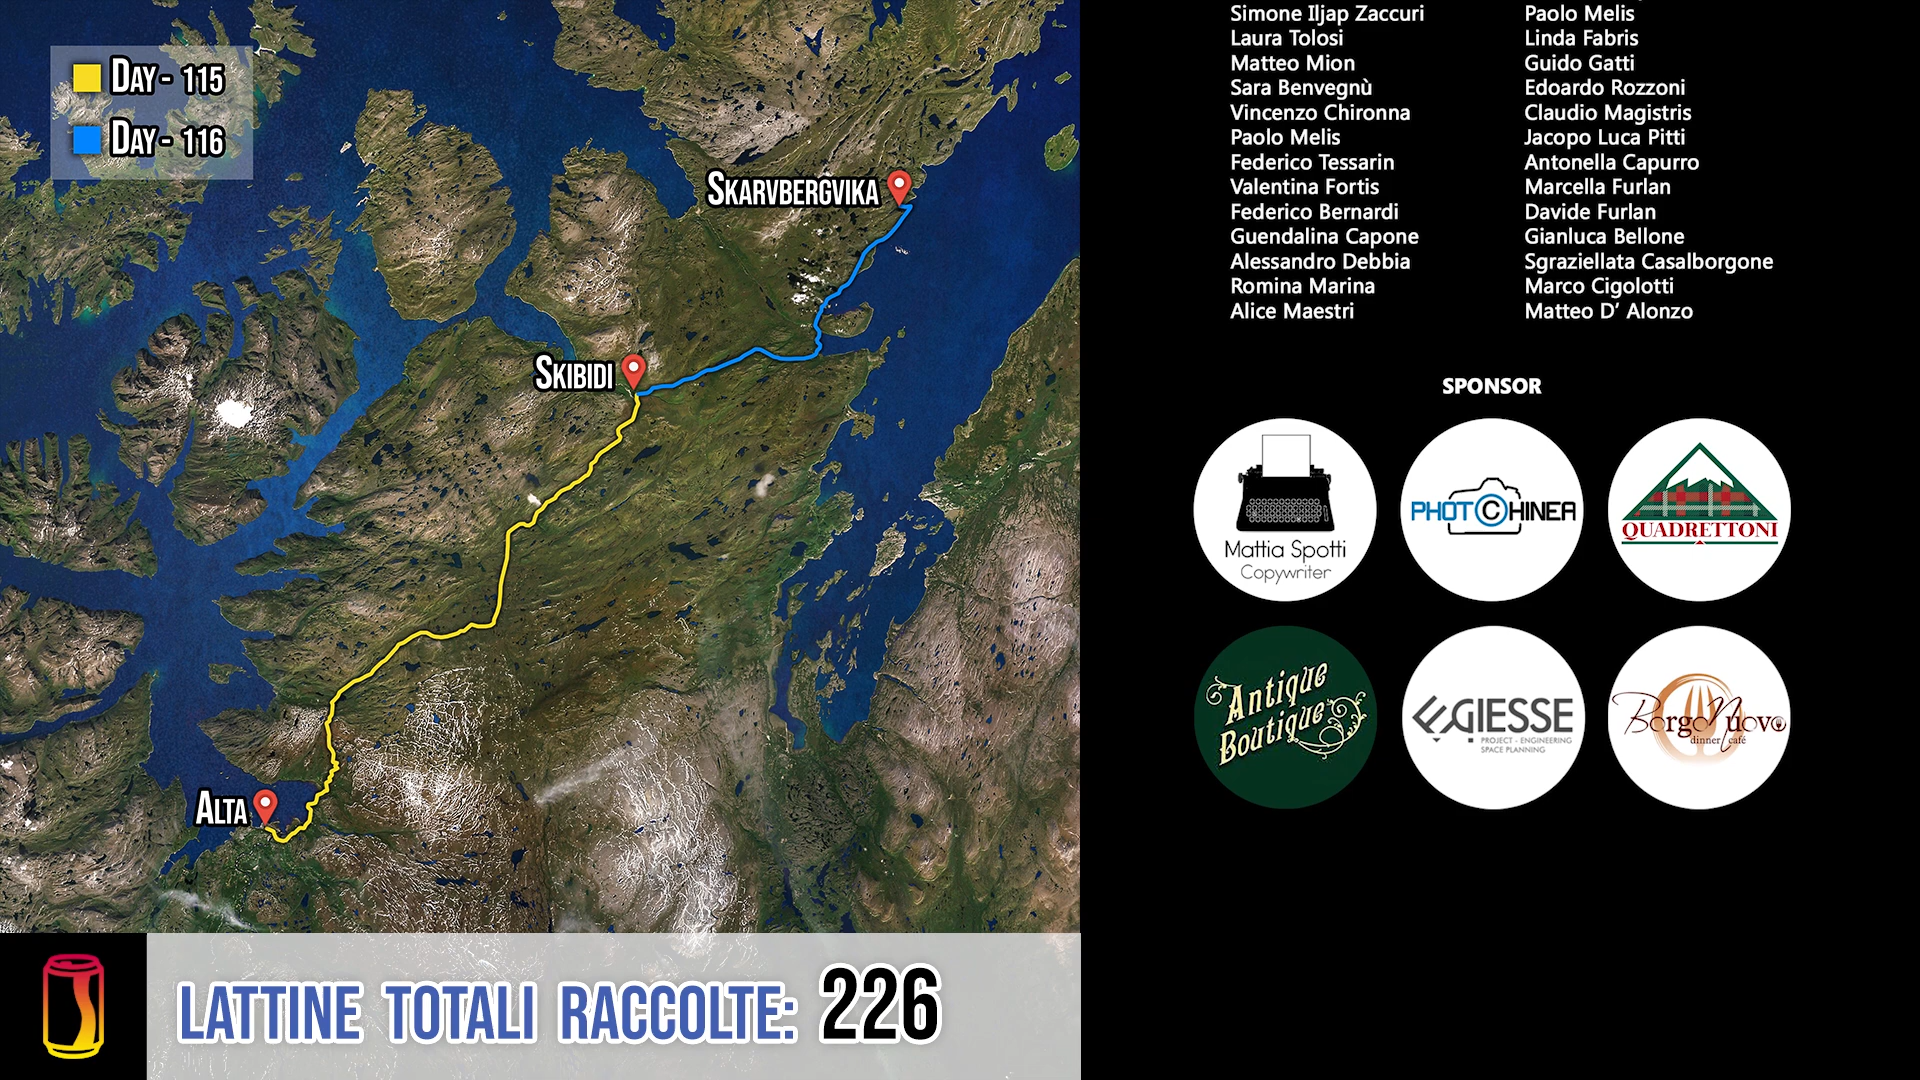 DAY - 115
DAY - 116
SKARVBERGVIKA
SKIBIDI
ALTA
LATTINE TOTALI RACCOLTE: 226
Simone Iljap Zaccuri
Laura Tolosi
Matteo Mion
Sara Benvegnù
Vincenzo Chironna
Paolo Melis
Federico Tessarin
Valentina Fortis
Federico Bernardi
Guendalina Capone
Alessandro Debbia
Romina Marina
Alice Maestri
Paolo Melis
Linda Fabris
Guido Gatti
Edoardo Rozzoni
Claudio Magistris
Jacopo Luca Pitti
Antonella Capurro
Marcella Furlan
Davide Furlan
Gianluca Bellone
Sgraziellata Casalborgone
Marco Cigolotti
Matteo D’ Alonzo
SPONSOR
Mattia Spotti
Copywriter
PHOTOCHINEA
QUADRETTONI
Antique
Boutique
EGIESSE
PROJECT - ENGINEERING
SPACE PLANNING
BorgoNuovo
dinner café